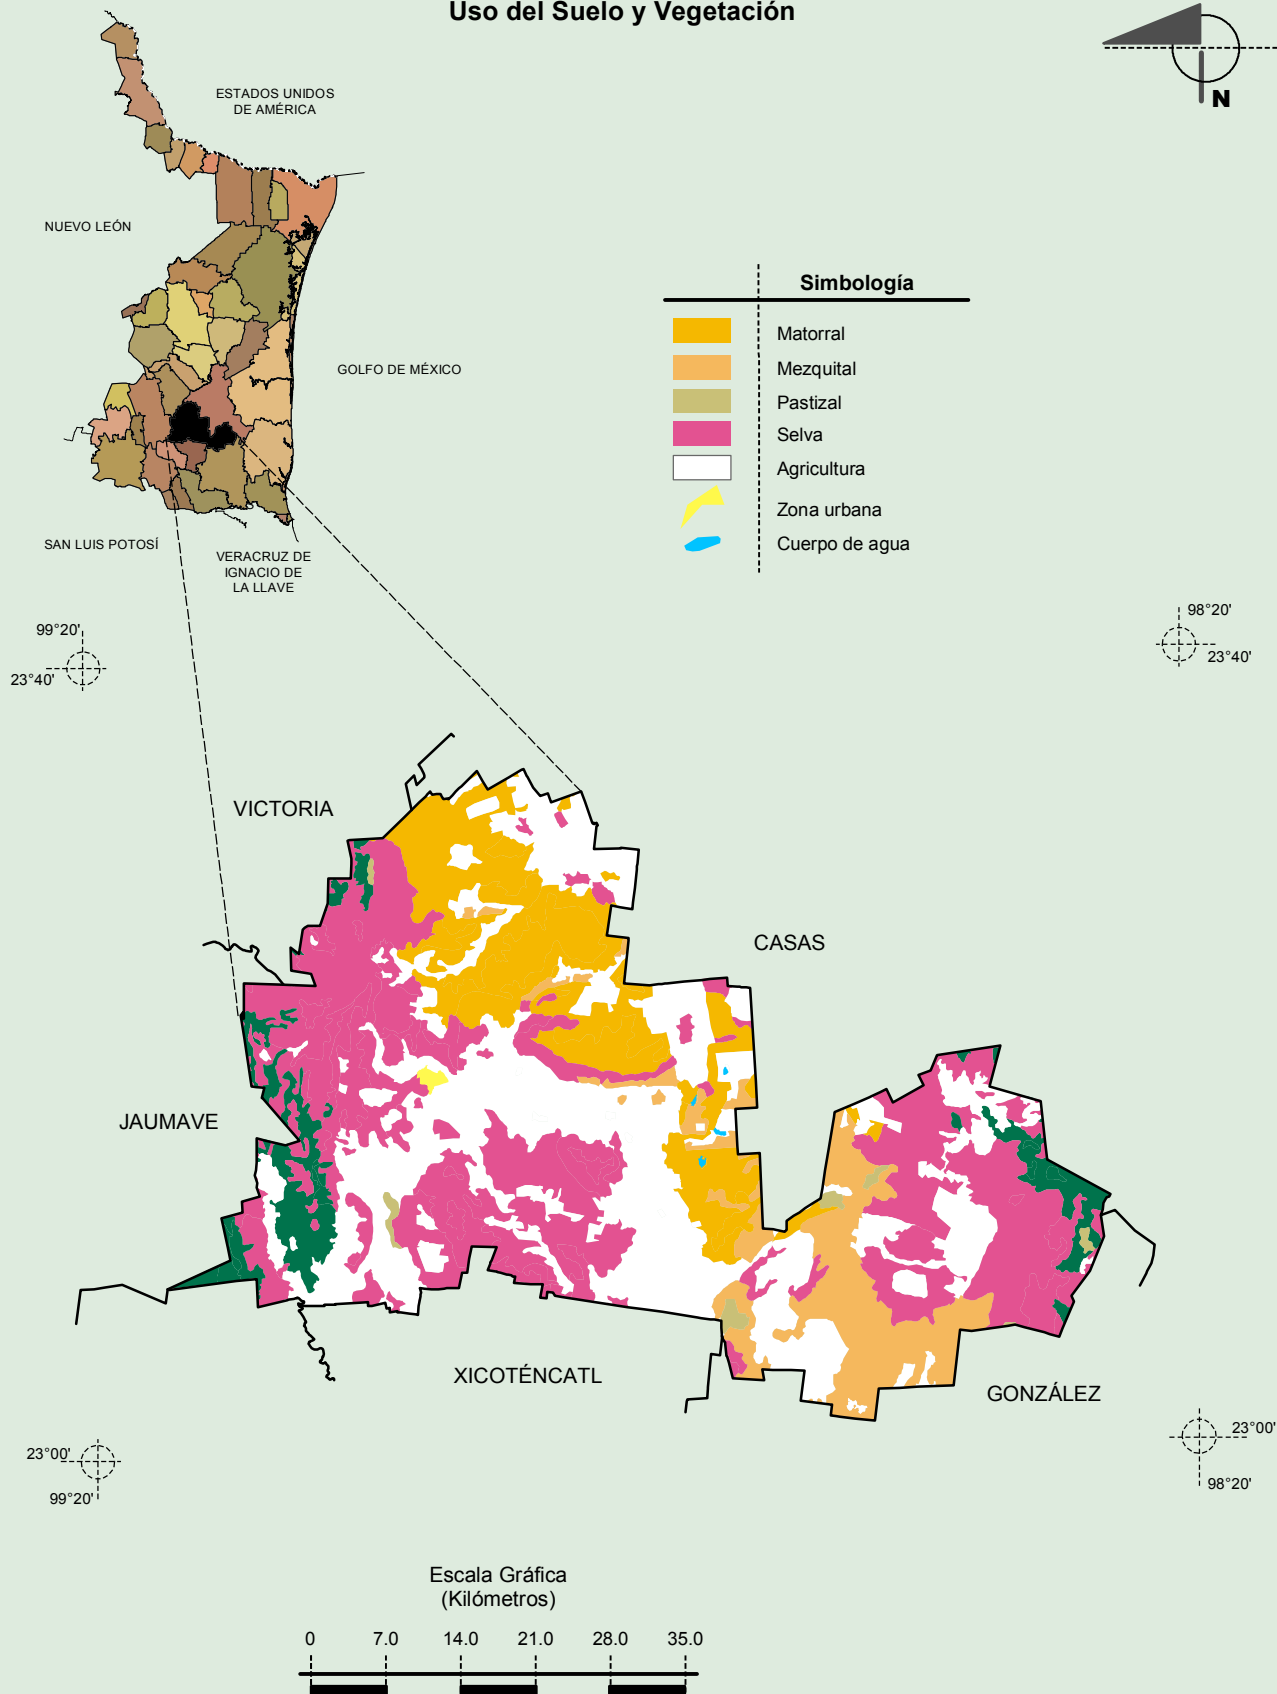 Uso del Suelo y Vegetación
N
ESTADOS UNIDOS
DE AMÉRICA
NUEVO LEÓN
GOLFO DE MÉXICO
SAN LUIS POTOSÍ
VERACRUZ DE
IGNACIO DE
LA LLAVE
Simbología
Matorral
Mezquital
Pastizal
Selva
Agricultura
Zona urbana
Cuerpo de agua
99°20'
23°40'
98°20'
23°40'
VICTORIA
CASAS
JAUMAVE
XICOTÉNCATL
GONZÁLEZ
23°00'
99°20'
23°00'
98°20'
Escala Gráfica
(Kilómetros)
0 7.0 14.0 21.0 28.0 35.0